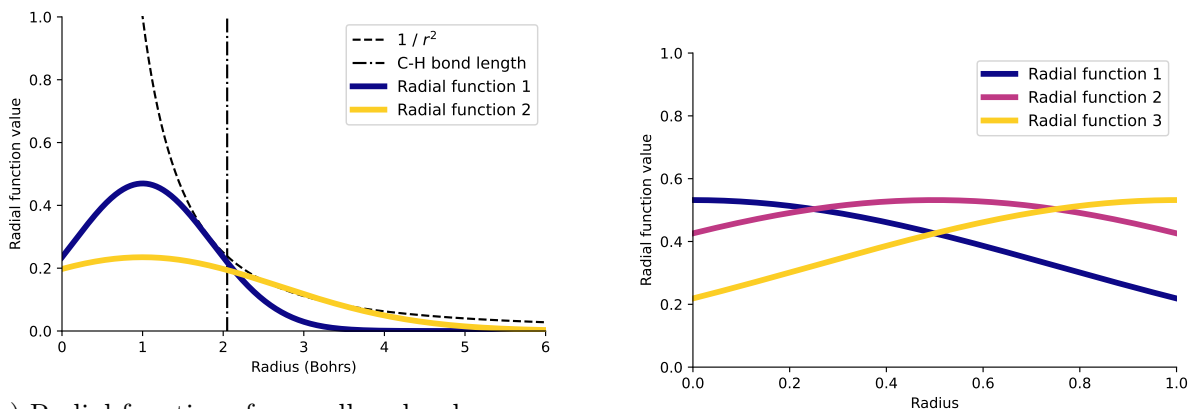 1.0
0.8
0.6
0.4
0.2
0.0
Radial function value
0 1 2 3 4 5 6
Radius (Bohrs)
1 / r²
C-H bond length
Radial function 1
Radial function 2
1.0
0.8
0.6
0.4
0.2
0.0
Radial function value
0.0 0.2 0.4 0.6 0.8 1.0
Radius
Radial function 1
Radial function 2
Radial function 3